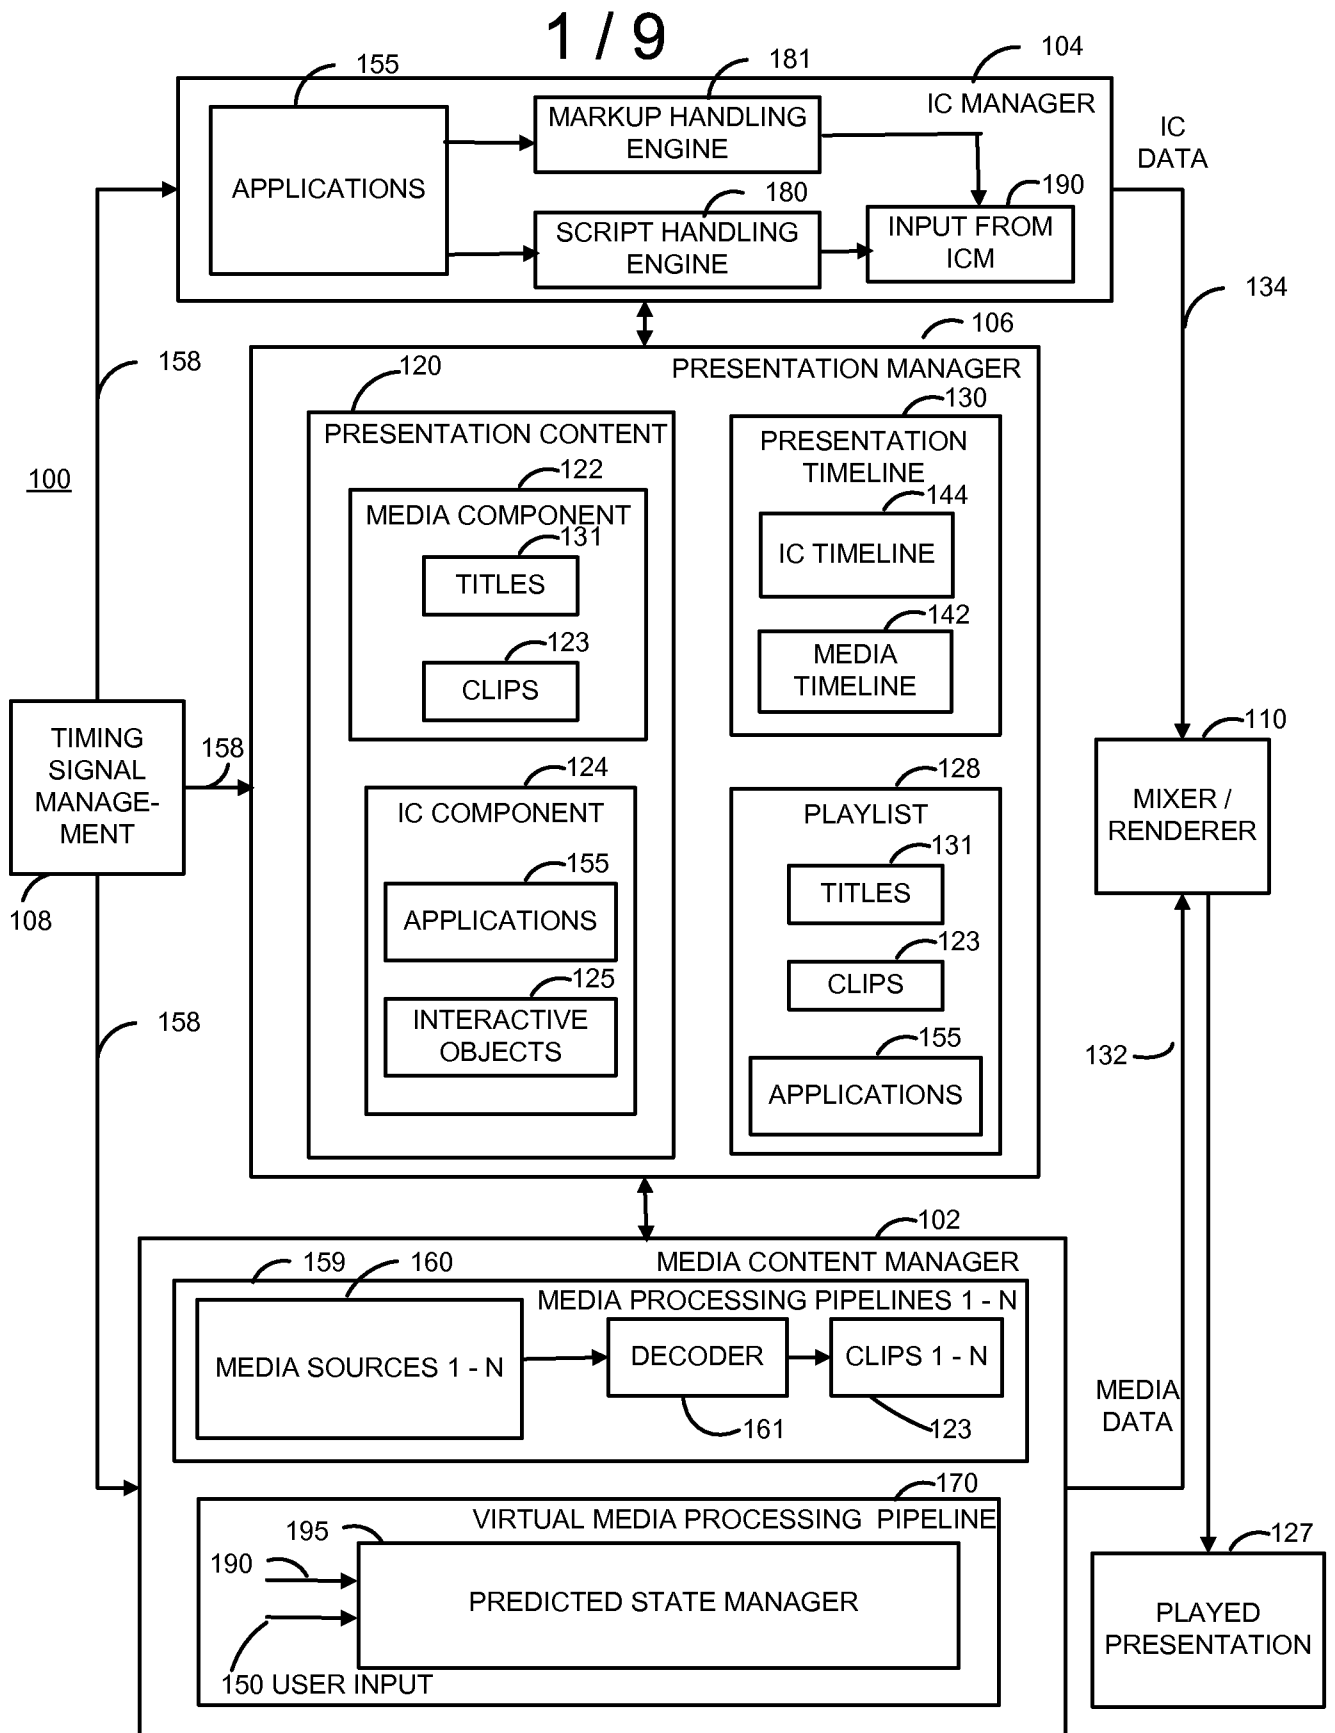 1 / 9
155
181
104
IC MANAGER
MARKUP HANDLING
ENGINE
APPLICATIONS
180
SCRIPT HANDLING
ENGINE
190
INPUT FROM
ICM
IC
DATA
134
158
106
PRESENTATION MANAGER
120
PRESENTATION CONTENT
130
PRESENTATION
TIMELINE
100
122
MEDIA COMPONENT
131
TITLES
123
CLIPS
144
IC TIMELINE
142
MEDIA
TIMELINE
TIMING
SIGNAL
MANAGE-
MENT
108
158
110
MIXER /
RENDERER
124
IC COMPONENT
155
APPLICATIONS
125
INTERACTIVE
OBJECTS
128
PLAYLIST
131
TITLES
123
CLIPS
155
APPLICATIONS
158
132
102
MEDIA CONTENT MANAGER
159
160
MEDIA PROCESSING PIPELINES 1 - N
MEDIA SOURCES 1 - N
DECODER
CLIPS 1 - N
161
123
MEDIA
DATA
170
VIRTUAL MEDIA PROCESSING PIPELINE
195
190
PREDICTED STATE MANAGER
150 USER INPUT
127
PLAYED
PRESENTATION